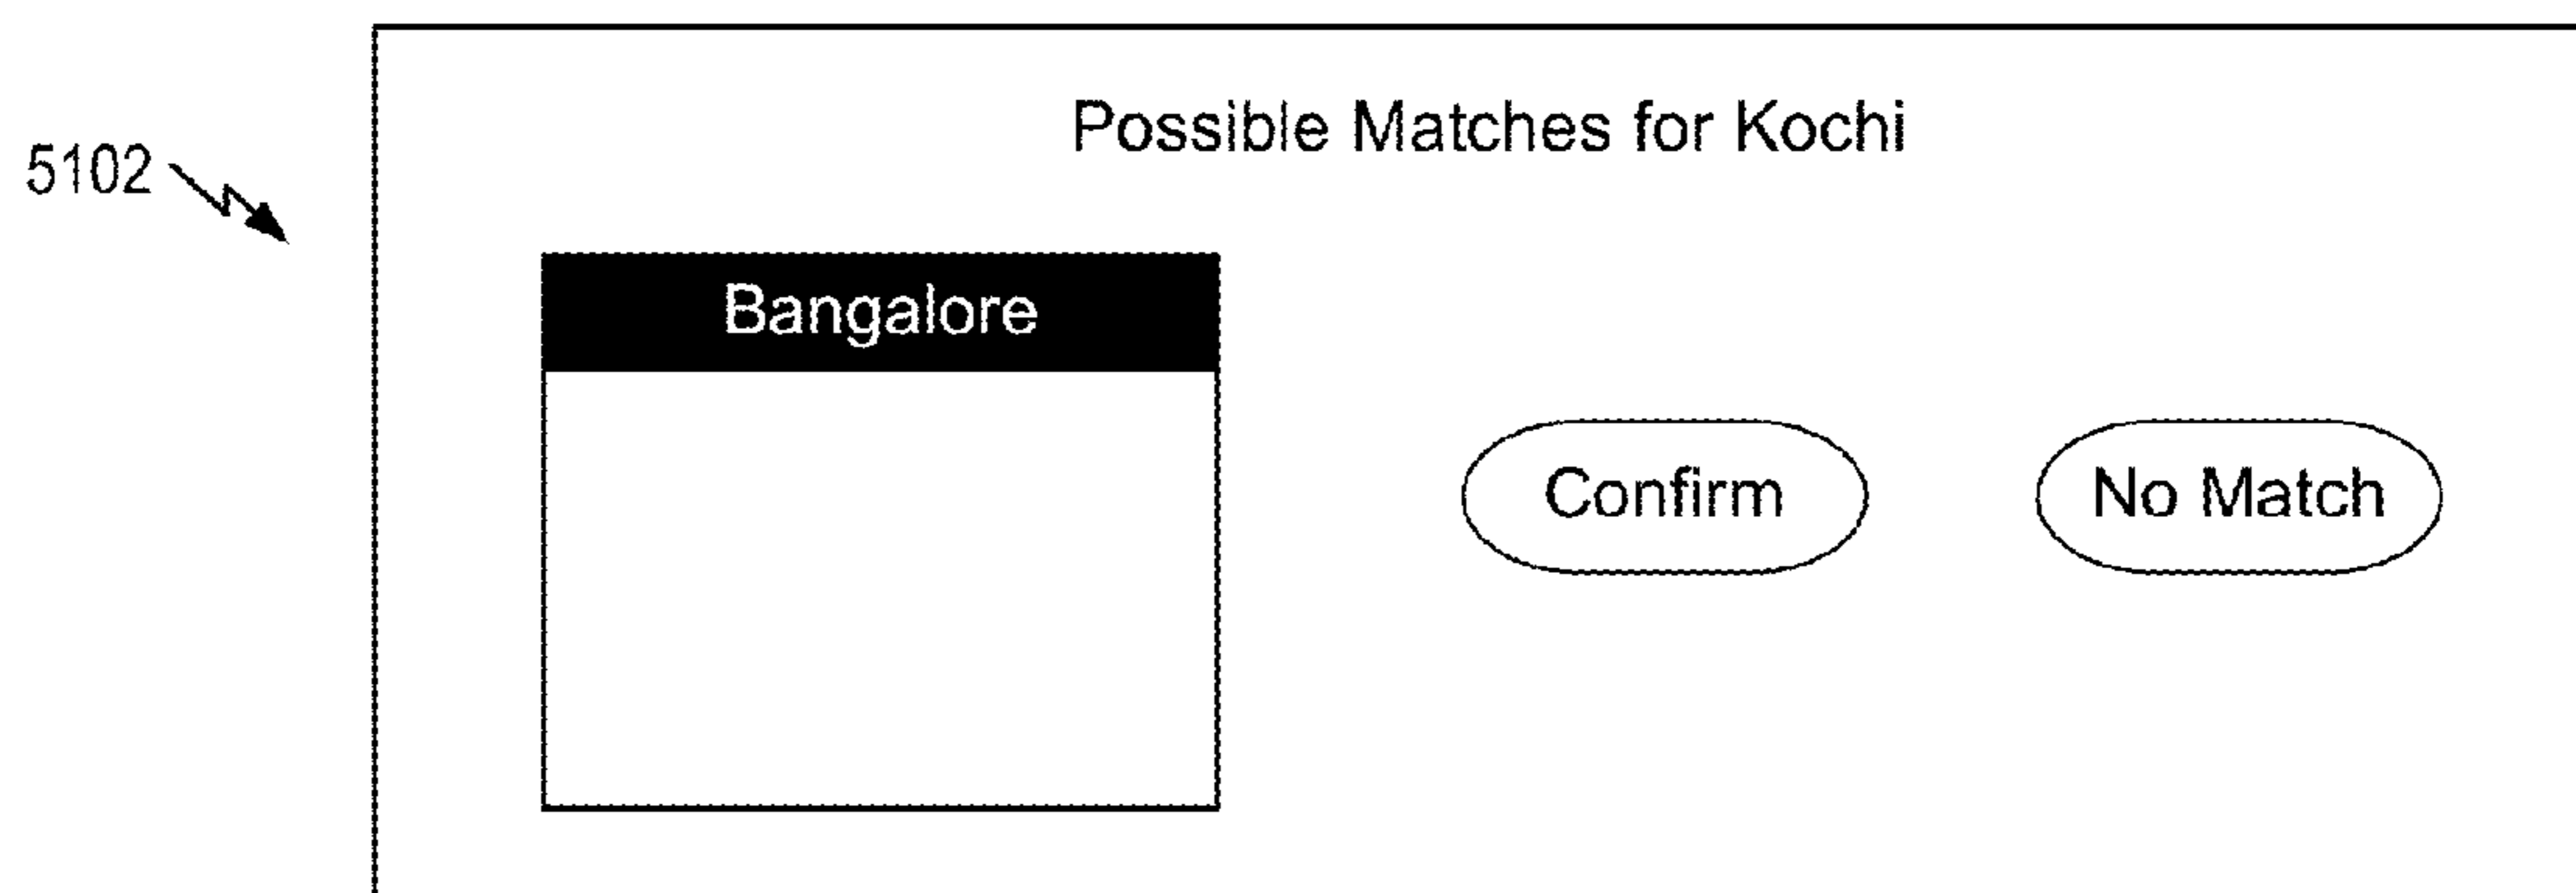 Possible Matches for Kochi
5102
Bangalore
Confirm
No Match